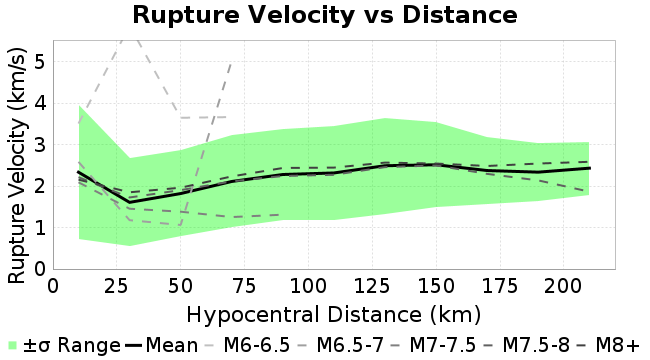 Rupture Velocity vs Distance
Rupture Velocity (km/s)
5
4
3
2
1
0
0 25 50 75 100 125 150 175 200
Hypocentral Distance (km)
±σ Range Mean M6-6.5 M6.5-7 M7-7.5 M7.5-8 M8+